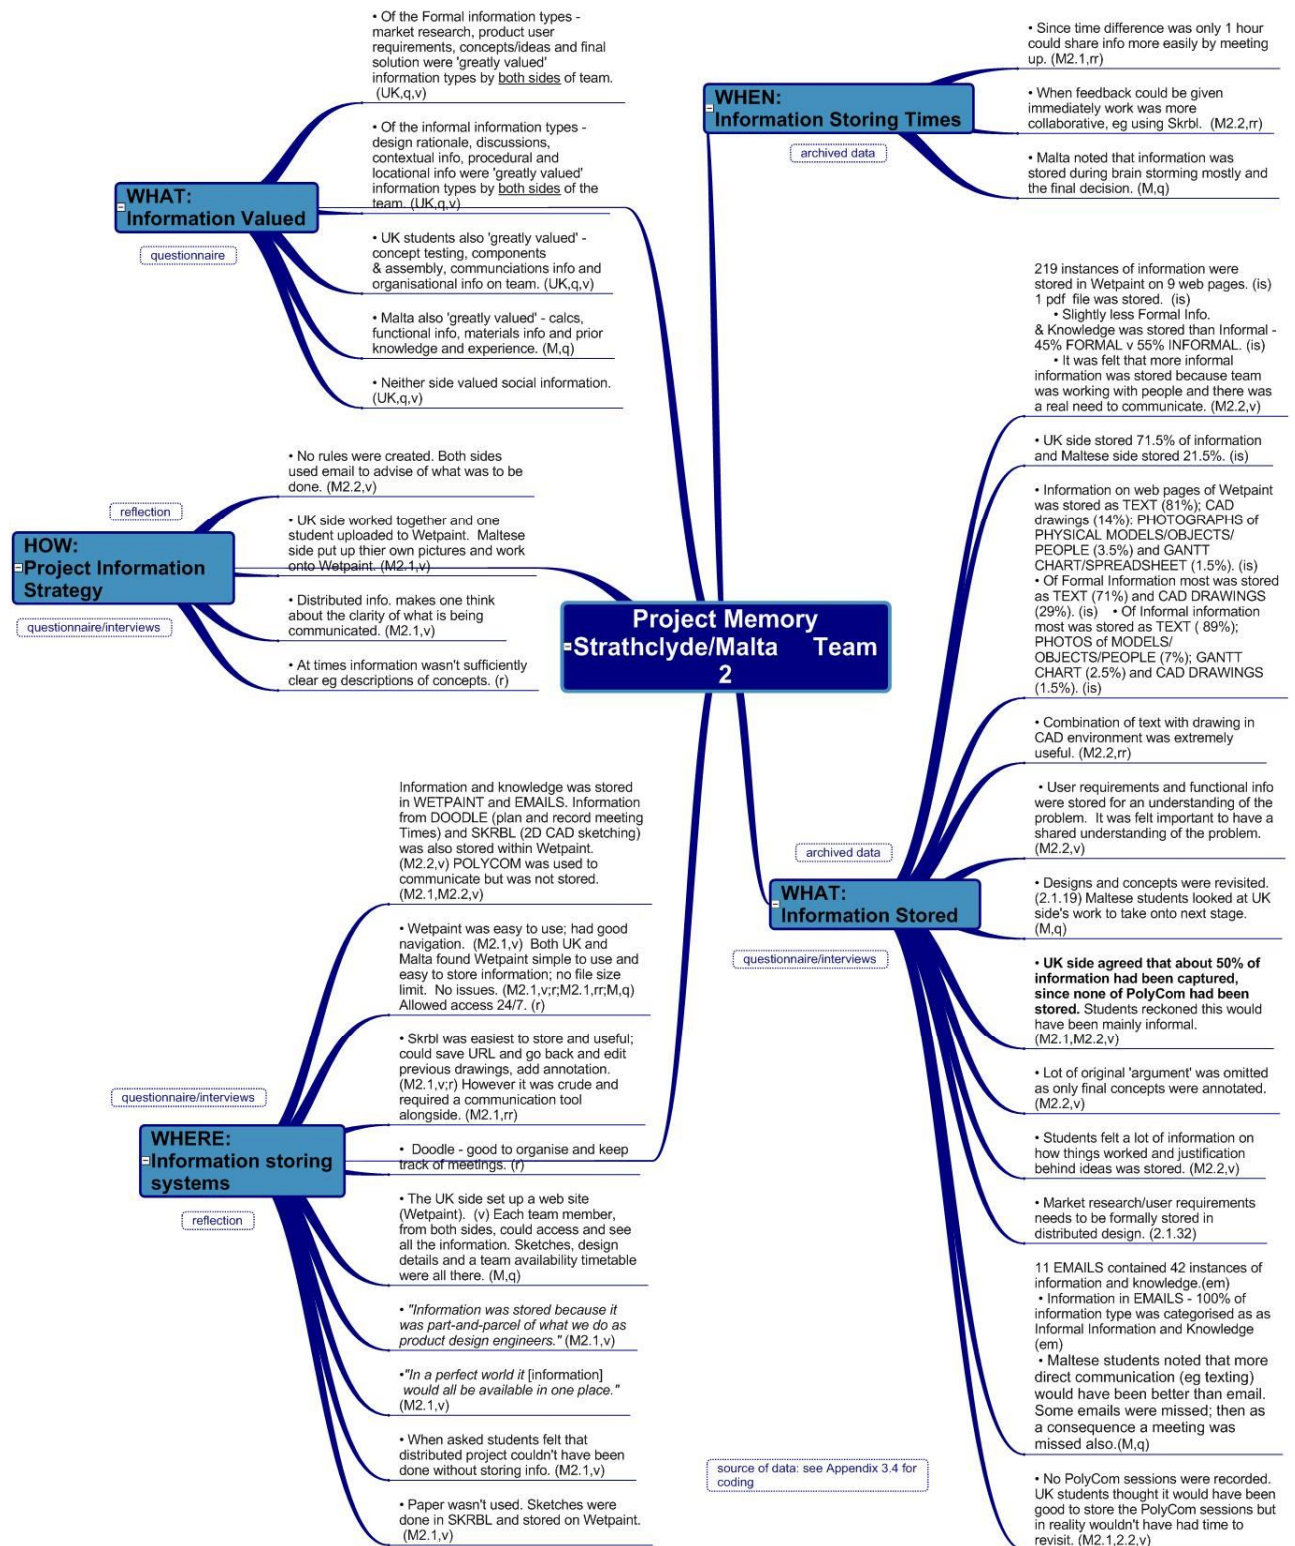 • Of the Formal information types -
market research, product user
requirements, concepts/ideas and final
solution were 'greatly valued'
information types by both sides of team.
(UK,q,v)
• Of the informal information types -
design rationale, discussions,
contextual info, procedural and
locational info were 'greatly valued'
information types by both sides of the
team. (UK,q,v)
WHAT:
Information Valued
questionnaire
• UK students also 'greatly valued' -
concept testing, components
& assembly, communciations info and
organisational info on team. (UK,q,v)
• Malta also 'greatly valued' - calcs,
functional info, materials info and prior
knowledge and experience. (M,q)
• Neither side valued social information.
(UK,q,v)
• No rules were created. Both sides
used email to advise of what was to be
done. (M2.2,v)
reflection
• UK side worked together and one
student uploaded to Wetpaint. Maltese
side put up thier own pictures and work
onto Wetpaint. (M2.1,v)
HOW:
Project Information
Strategy
questionnaire/interviews
• Distributed info. makes one think
about the clarity of what is being
communicated. (M2.1,v)
• At times information wasn't sufficiently
clear eg descriptions of concepts. (r)
Project Memory
Strathclyde/Malta Team
2
Information and knowledge was stored
in WETPAINT and EMAILS. Information
from DOODLE (plan and record meeting
Times) and SKRBL (2D CAD sketching)
was also stored within Wetpaint.
(M2.2,v) POLYCOM was used to
communicate but was not stored.
(M2.1,M2.2,v)
• Wetpaint was easy to use; had good
navigation. (M2.1,v) Both UK and
Malta found Wetpaint simple to use and
easy to store information; no file size
limit. No issues. (M2.1,v;r;M2.1,rr;M,q)
Allowed access 24/7. (r)
• Skrbl was easiest to store and useful;
could save URL and go back and edit
previous drawings, add annotation.
(M2.1,v;r) However it was crude and
required a communication tool
alongside. (M2.1,rr)
questionnaire/interviews
WHERE:
Information storing
systems
reflection
• Doodle - good to organise and keep
track of meetings. (r)
• The UK side set up a web site
(Wetpaint). (v) Each team member,
from both sides, could access and see
all the information. Sketches, design
details and a team availability timetable
were all there. (M,q)
• "Information was stored because it
was part-and-parcel of what we do as
product design engineers." (M2.1,v)
•"In a perfect world it [information]
would all be available in one place."
(M2.1,v)
• When asked students felt that
distributed project couldn't have been
done without storing info. (M2.1,v)
• Paper wasn't used. Sketches were
done in SKRBL and stored on Wetpaint.
(M2.1,v)
• Since time difference was only 1 hour
could share info more easily by meeting
up. (M2.1,rr)
WHEN:
Information Storing Times
archived data
• When feedback could be given
immediately work was more
collaborative, eg using Skrbl. (M2.2,rr)
• Malta noted that information was
stored during brain storming mostly and
the final decision. (M,q)
219 instances of information were
stored in Wetpaint on 9 web pages. (is)
1 pdf file was stored. (is)
• Slightly less Formal Info.
& Knowledge was stored than Informal -
45% FORMAL v 55% INFORMAL. (is)
• It was felt that more informal
information was stored because team
was working with people and there was
a real need to communicate. (M2.2,v)
• UK side stored 71.5% of information
and Maltese side stored 21.5%. (is)
• Information on web pages of Wetpaint
was stored as TEXT (81%); CAD
drawings (14%): PHOTOGRAPHS of
PHYSICAL MODELS/OBJECTS/
PEOPLE (3.5%) and GANTT
CHART/SPREADSHEET (1.5%). (is)
• Of Formal Information most was stored
as TEXT (71%) and CAD DRAWINGS
(29%). (is) • Of Informal information
most was stored as TEXT ( 89%);
PHOTOS of MODELS/
OBJECTS/PEOPLE (7%); GANTT
CHART (2.5%) and CAD DRAWINGS
(1.5%). (is)
• Combination of text with drawing in
CAD environment was extremely
useful. (M2.2,rr)
• User requirements and functional info
were stored for an understanding of the
problem. It was felt important to have a
shared understanding of the problem.
(M2.2,v)
archived data
WHAT:
Information Stored
questionnaire/interviews
• Designs and concepts were revisited.
(2.1.19) Maltese students looked at UK
side's work to take onto next stage.
(M,q)
• UK side agreed that about 50% of
information had been captured,
since none of PolyCom had been
stored. Students reckoned this would
have been mainly informal.
(M2.1,M2.2,v)
• Lot of original 'argument' was omitted
as only final concepts were annotated.
(M2.2,v)
• Students felt a lot of information on
how things worked and justification
behind ideas was stored. (M2.2,v)
• Market research/user requirements
needs to be formally stored in
distributed design. (2.1.32)
11 EMAILS contained 42 instances of
information and knowledge.(em)
• Information in EMAILS - 100% of
information type was categorised as as
Informal Information and Knowledge
(em)
• Maltese students noted that more
direct communication (eg texting)
would have been better than email.
Some emails were missed; then as
a consequence a meeting was
missed also.(M,q)
• No PolyCom sessions were recorded.
UK students thought it would have been
good to store the PolyCom sessions but
in reality wouldn't have had time to
revisit. (M2.1,2.2,v)
source of data: see Appendix 3.4 for
coding